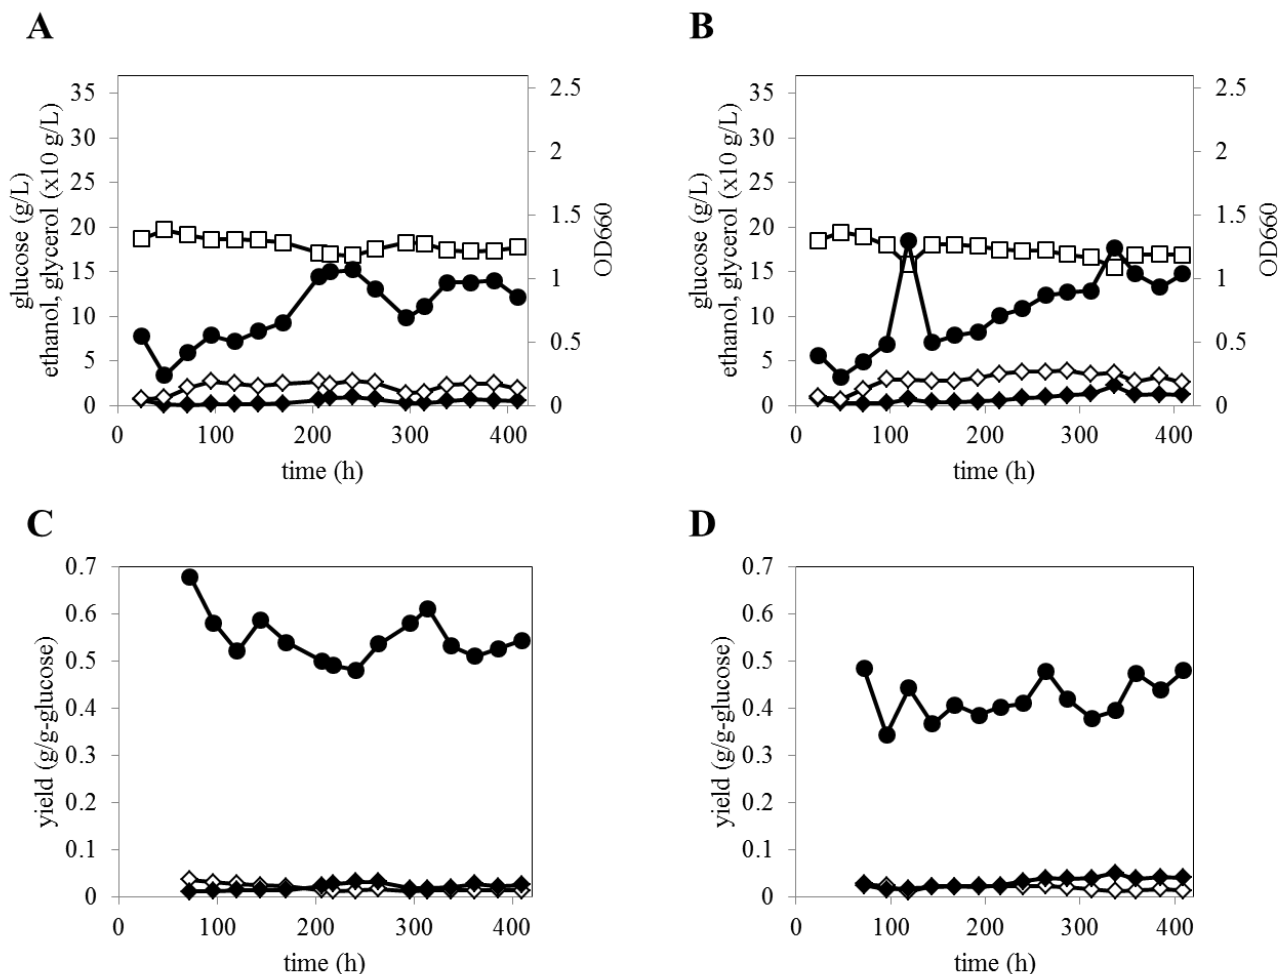 A
glucose (g/L)
ethanol, glycerol (x10 g/L)
35
30
25
20
15
10
5
0
2.5
2
1.5
1
0.5
0
OD660
0 100 200 300 400
time (h)
B
glucose (g/L)
ethanol, glycerol (x10 g/L)
35
30
25
20
15
10
5
0
2.5
2
1.5
1
0.5
0
OD660
0 100 200 300 400
time (h)
C
yield (g/g-glucose)
0.7
0.6
0.5
0.4
0.3
0.2
0.1
0
0 100 200 300 400
time (h)
D
yield (g/g-glucose)
0.7
0.6
0.5
0.4
0.3
0.2
0.1
0
0 100 200 300 400
time (h)